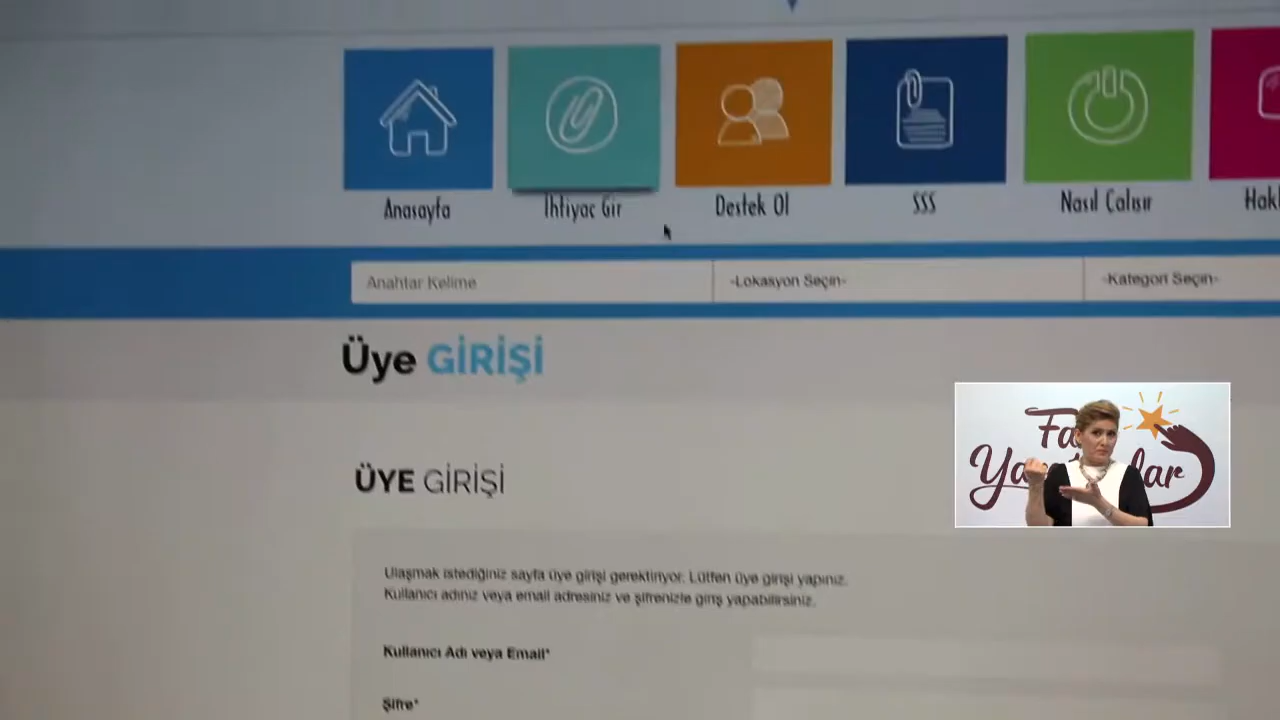 Anasayfa
İhtiyac Gir
Destek Ol
SSS
Nasıl Calısır
Anahtar Kelime
-Lokasyon Seçin-
-Kategori Seçin-
Üye GİRİŞİ
ÜYE GİRİŞİ
Ulaşmak istediğiniz sayfa üye girişi gerektiriyor. Lütfen üye girişi yapınız.
Kullanıcı adınız veya email adresiniz ve şifrenizle giriş yapabilirsiniz.
Kullanıcı Adı veya Email*
Şifre*